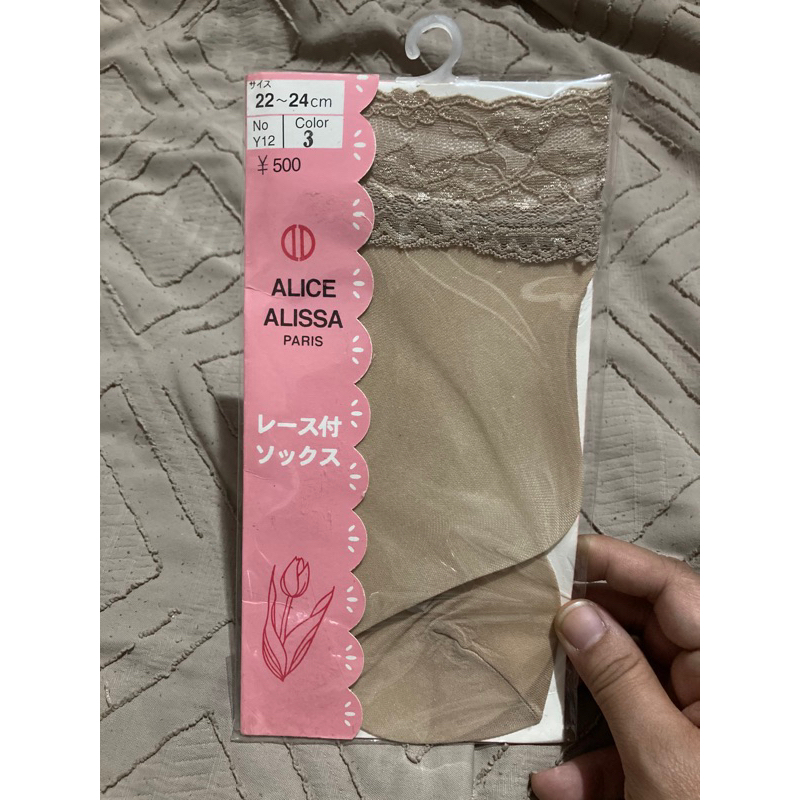 サイズ
22～24cm
No Color
Y12 3
¥500
ALICE
ALISSA
PARIS
レース付
ソックス